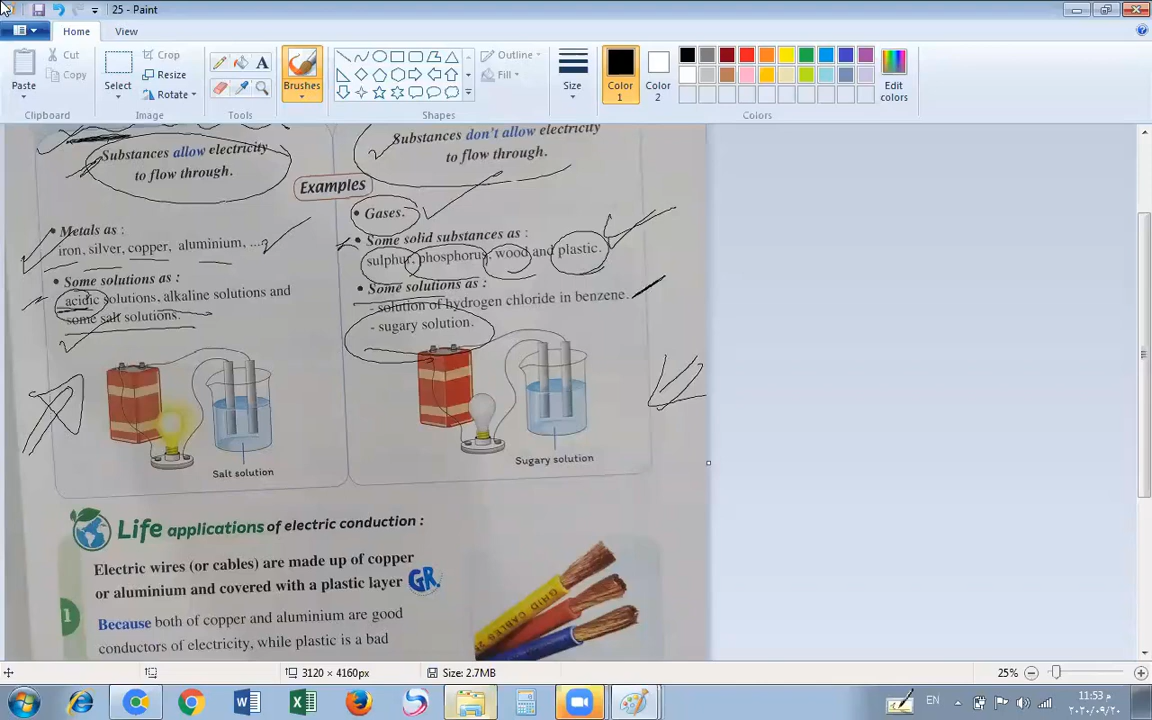 25 - Paint
Home
View
Paste
Cut
Copy
Clipboard
Select
Crop
Resize
Rotate
Image
Tools
Brushes
Shapes
Outline
Fill
Size
Color 1
Color 2
Colors
Edit colors
Substances allow electricity
to flow through.
Substances don't allow electricity
to flow through.
Examples
• Metals as :
iron, silver, copper, aluminium, ....
• Some solutions as :
acidic solutions, alkaline solutions and
some salt solutions.
Salt solution
• Gases.
• Some solid substances as :
sulphur, phosphorus, wood and plastic.
• Some solutions as :
- solution of hydrogen chloride in benzene.
- sugary solution.
Sugary solution
Life applications of electric conduction :
1
Electric wires (or cables) are made up of copper
or aluminium and covered with a plastic layer GR.
Because both of copper and aluminium are good
conductors of electricity, while plastic is a bad
GRID CABLES
3120 × 4160px
Size: 2.7MB
25%
EN
11:53 م
٢٠٢٠/٠٩/٢٠